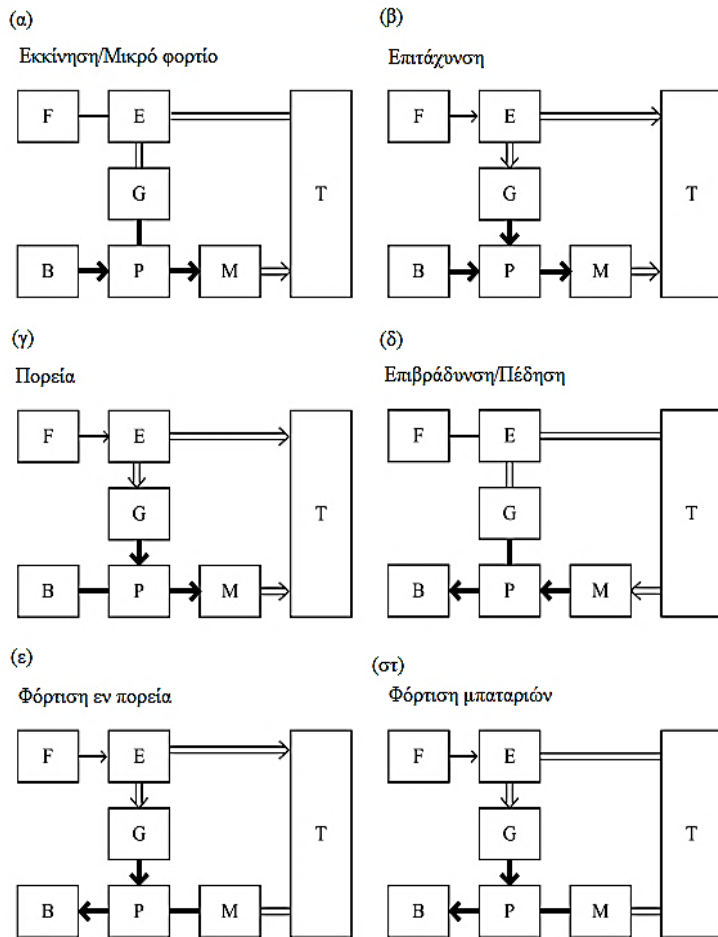 (α)
Εκκίνηση/Μικρό φορτίο
F E T
G
B P M
(β)
Επιτάχυνση
F E T
G
B P M
(γ)
Πορεία
F E T
G
B P M
(δ)
Επιβράδυνση/Πέδηση
F E T
G
B P M
(ε)
Φόρτιση εν πορεία
F E T
G
B P M
(στ)
Φόρτιση μπαταριών
F E T
G
B P M